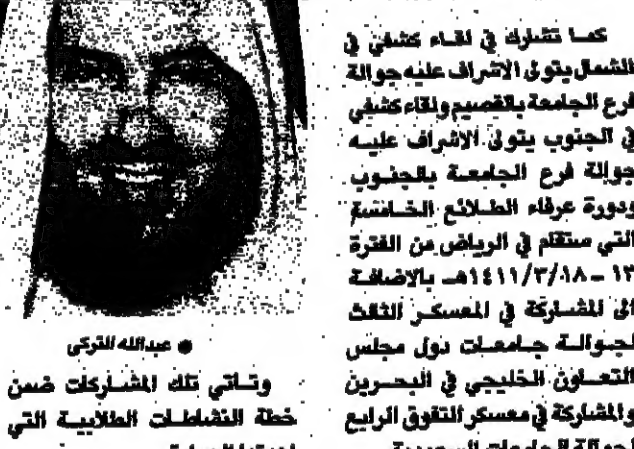 كما تشارك في لقاء كشفي في
الشمال يتولى الاشراف عليه جوالة
فرع الجامعة بالقصيم ولقاء كشفي
في الجنوب يتولى الاشراف عليه
جوالة فرع الجامعة بالجنوب
ودورة عرفاء الطلائع الخامسة
التي ستقام في الرياض من الفترة
١٣ – ١٤١١/٣/١٨هـ بالاضافة
الى المشاركة في المعسكر الثالث
لجوالة جامعات دول مجلس
التعاون الخليجي في البحرين
والمشاركة في معسكر التفوق الرابع
لجوالة الجامعات السعودية
● عبدالله التركي
وتأتي تلك المشاركات ضمن
خطة النشاطات الطلابية التي